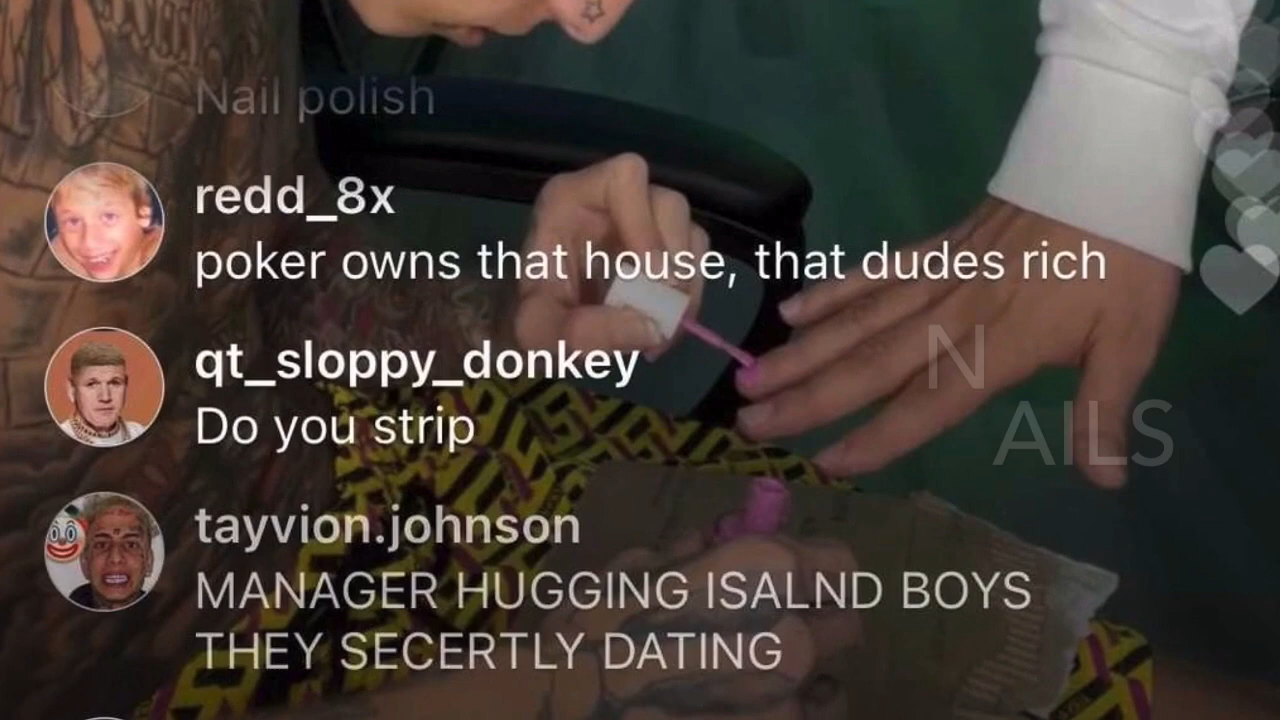 Nail polish
redd_8x
poker owns that house, that dudes rich
qt_sloppy_donkey
Do you strip
N
AILS
tayvion.johnson
MANAGER HUGGING ISALND BOYS
THEY SECERTLY DATING